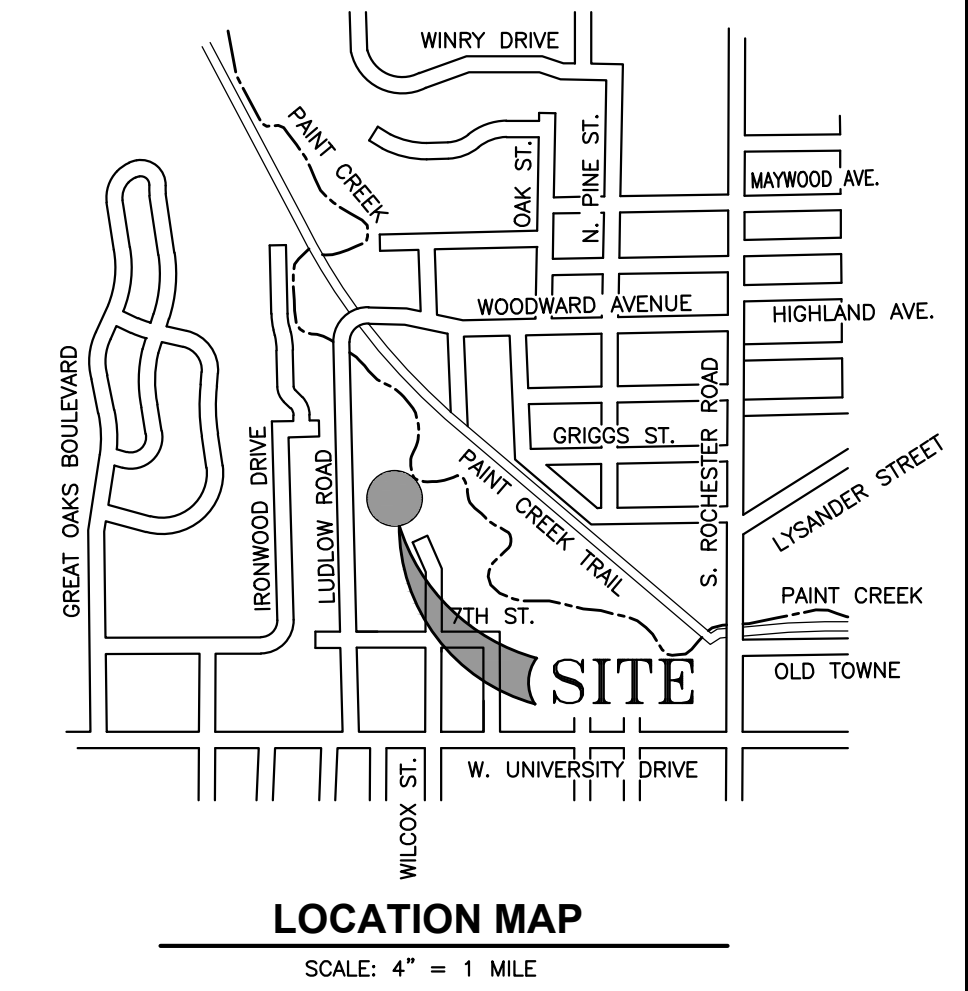 WINRY DRIVE
PAINT CREEK
OAK ST.
N. PINE ST.
MAYWOOD AVE.
WOODWARD AVENUE
HIGHLAND AVE.
GREAT OAKS BOULEVARD
IRONWOOD DRIVE
LUDLOW ROAD
GRIGGS ST.
S. ROCHESTER ROAD
LYSANDER STREET
PAINT CREEK TRAIL
PAINT CREEK
7TH ST.
SITE
OLD TOWNE
W. UNIVERSITY DRIVE
WILCOX ST.
LOCATION MAP
SCALE: 4” = 1 MILE